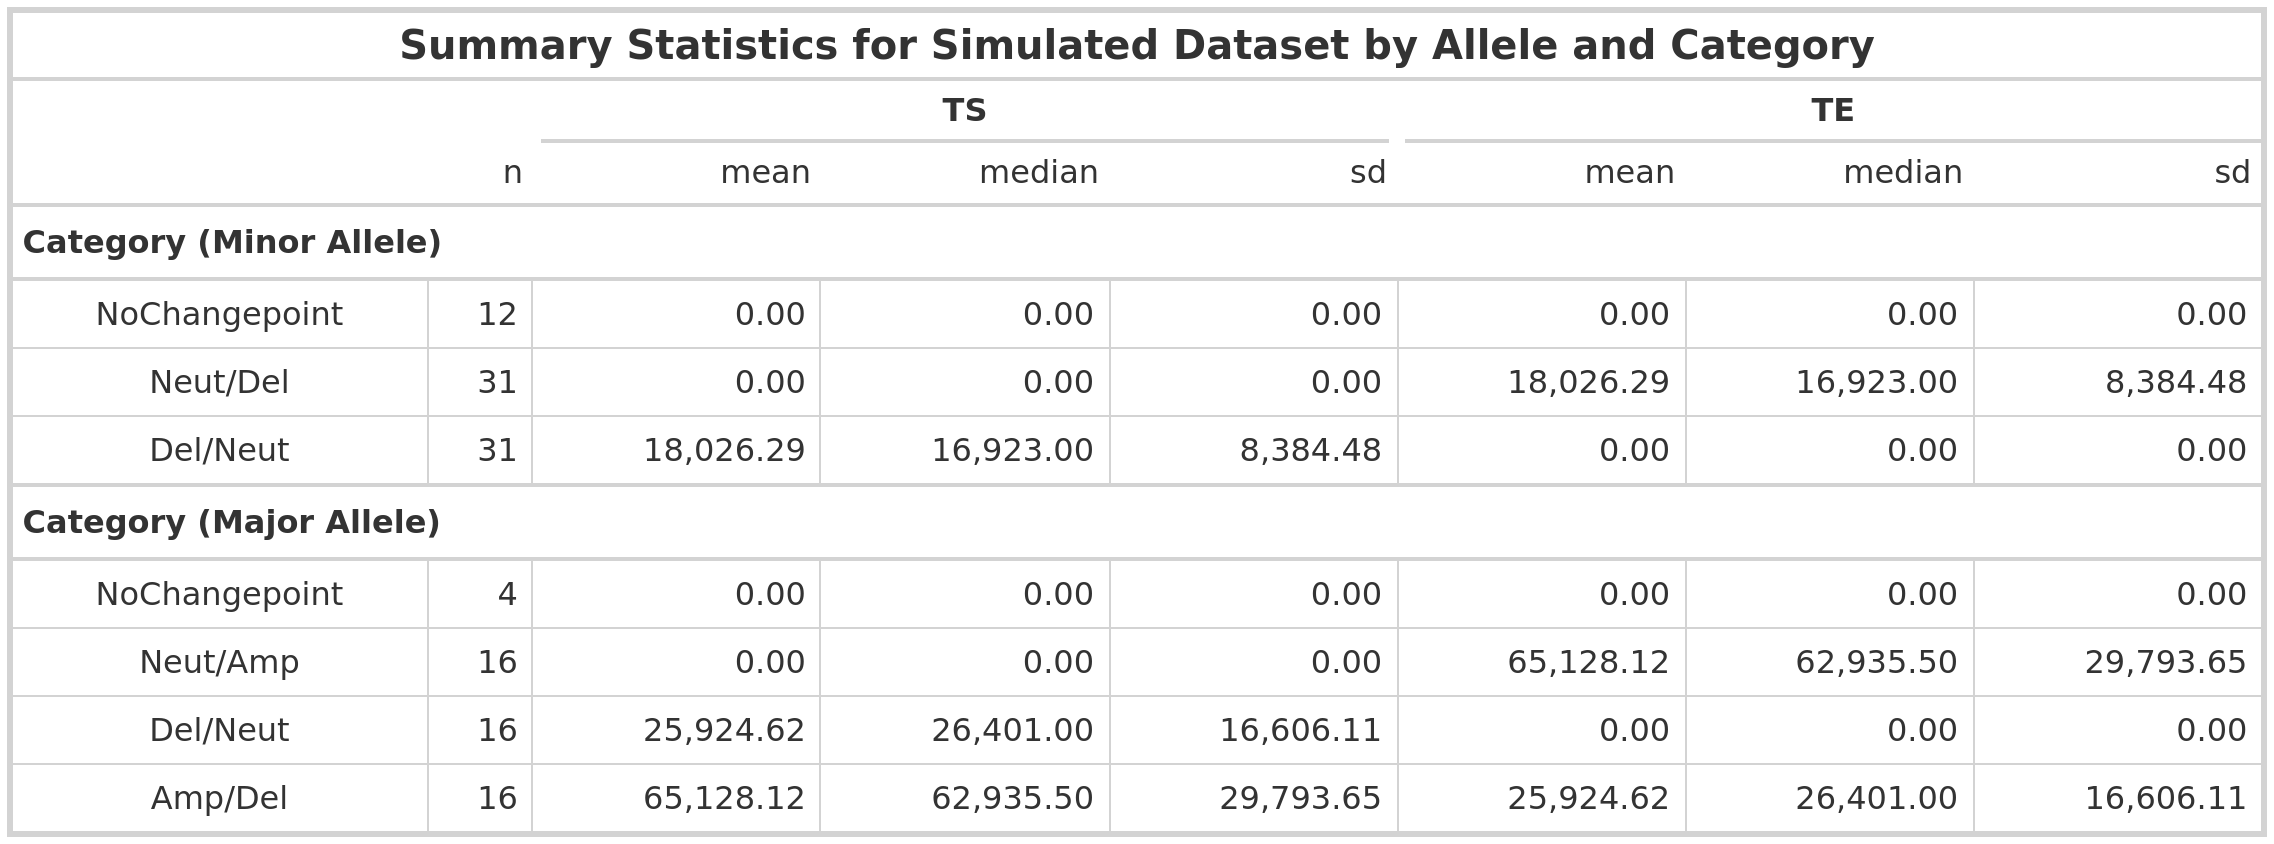 Summary Statistics for Simulated Dataset by Allele and Category
TS TE
n mean median sd mean median sd
Category (Minor Allele)
NoChangepoint 12 0.00 0.00 0.00 0.00 0.00 0.00
Neut/Del 31 0.00 0.00 0.00 18,026.29 16,923.00 8,384.48
Del/Neut 31 18,026.29 16,923.00 8,384.48 0.00 0.00 0.00
Category (Major Allele)
NoChangepoint 4 0.00 0.00 0.00 0.00 0.00 0.00
Neut/Amp 16 0.00 0.00 0.00 65,128.12 62,935.50 29,793.65
Del/Neut 16 25,924.62 26,401.00 16,606.11 0.00 0.00 0.00
Amp/Del 16 65,128.12 62,935.50 29,793.65 25,924.62 26,401.00 16,606.11